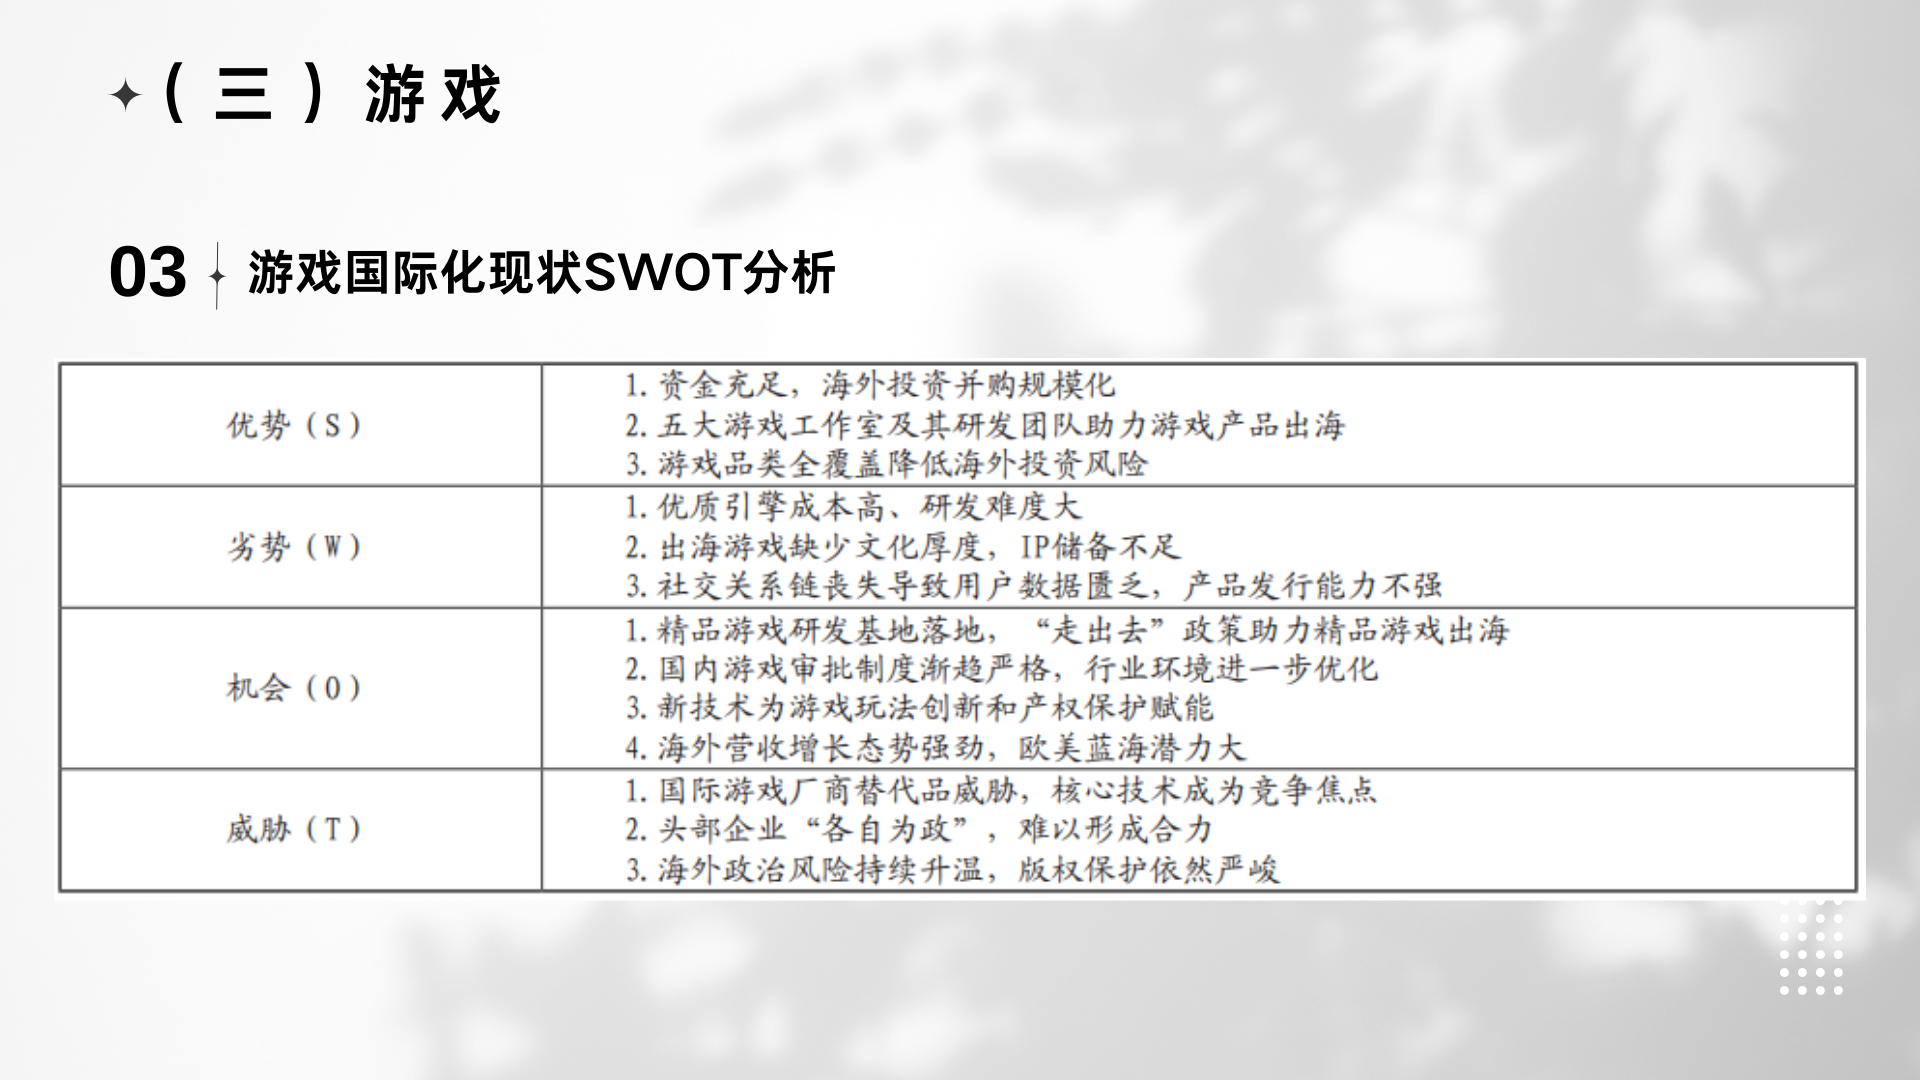 （三）游戏
03 游戏国际化现状SWOT分析
优势（S）
1. 资金充足，海外投资并购规模化
2. 五大游戏工作室及其研发团队助力游戏产品出海
3. 游戏品类全覆盖降低海外投资风险
劣势（W）
1. 优质引擎成本高、研发难度大
2. 出海游戏缺少文化厚度，IP储备不足
3. 社交关系链丧失导致用户数据匮乏，产品发行能力不强
机会（O）
1. 精品游戏研发基地落地，“走出去”政策助力精品游戏出海
2. 国内游戏审批制度渐趋严格，行业环境进一步优化
3. 新技术为游戏玩法创新和产权保护赋能
4. 海外营收增长态势强劲，欧美蓝海潜力大
威胁（T）
1. 国际游戏厂商替代品威胁，核心技术成为竞争焦点
2. 头部企业“各自为政”，难以形成合力
3. 海外政治风险持续升温，版权保护依然严峻